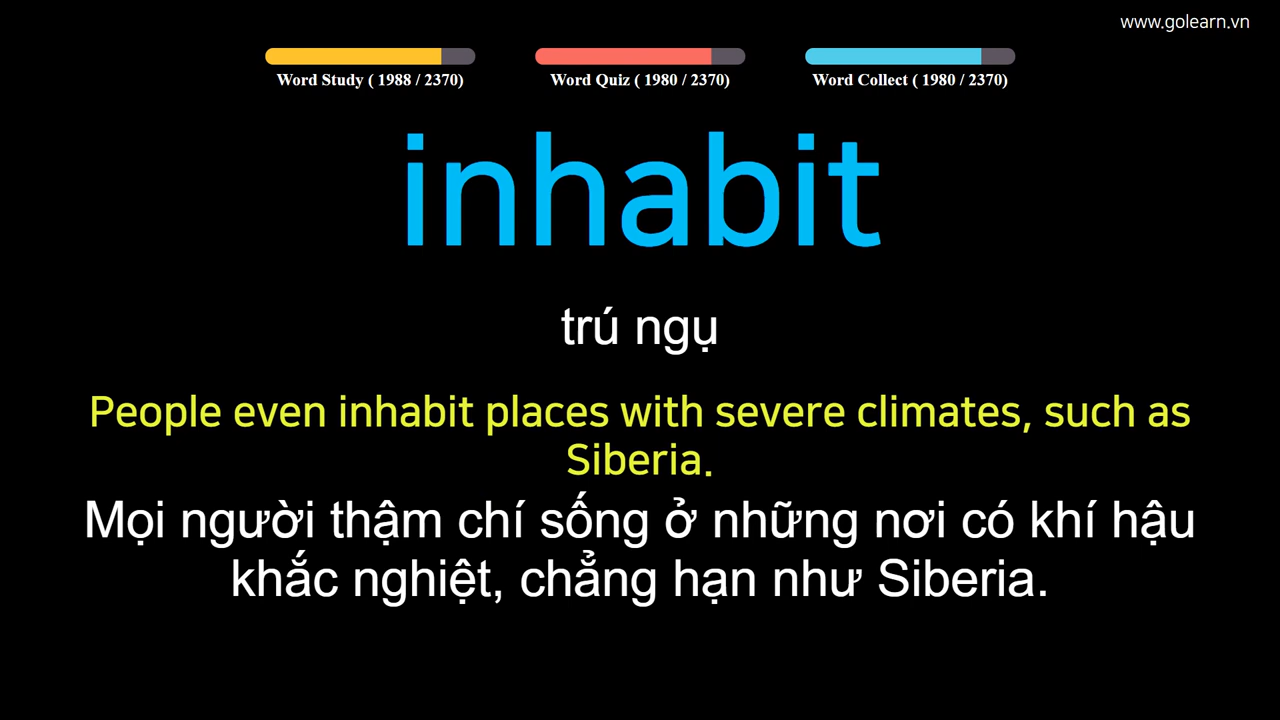 www.golearn.vn
Word Study ( 1988 / 2370)
Word Quiz ( 1980 / 2370)
Word Collect ( 1980 / 2370)
inhabit
trú ngụ
People even inhabit places with severe climates, such as
Siberia.
Mọi người thậm chí sống ở những nơi có khí hậu
khắc nghiệt, chẳng hạn như Siberia.